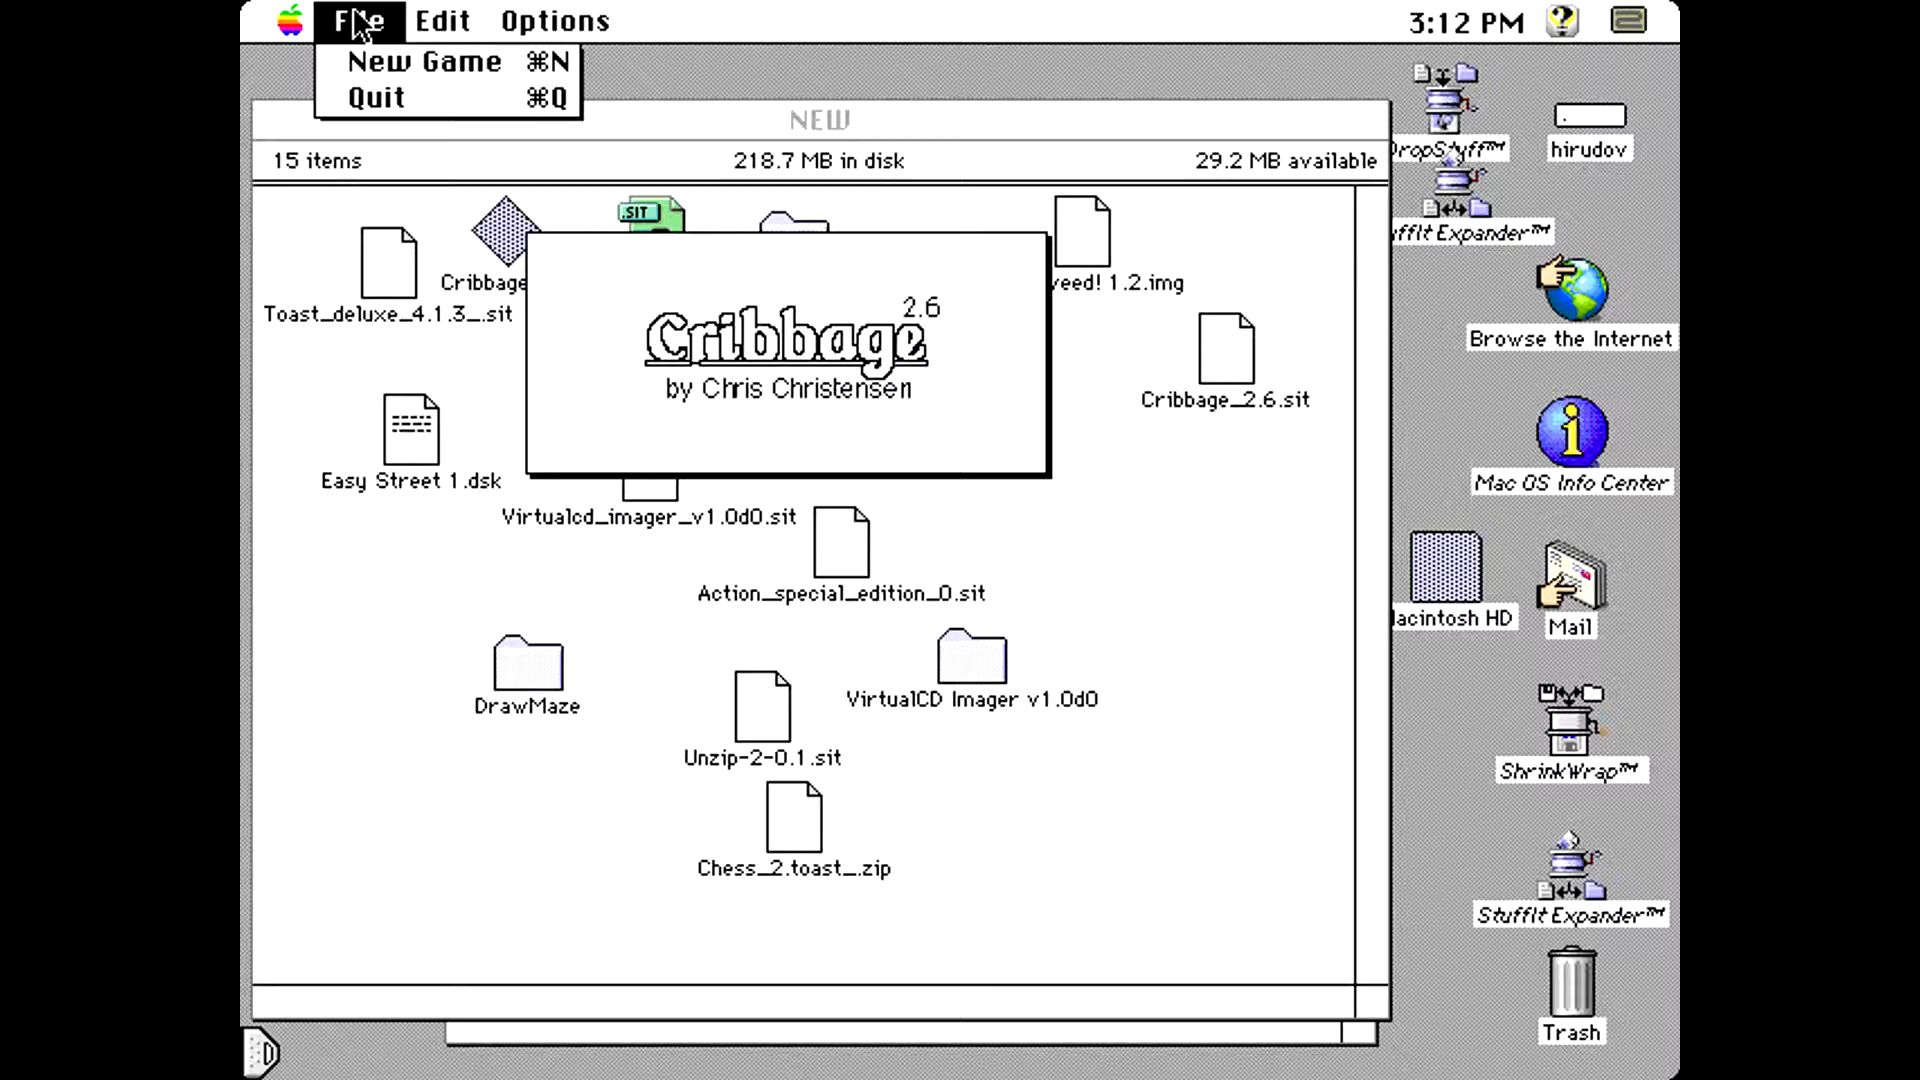 File Edit Options 3:12 PM
New Game ⌘N
Quit ⌘Q
NEW
15 items 218.7 MB in disk 29.2 MB available
DropStuff™
hirudov
.SIT
Cribbage
veed! 1.2.img
Toast_deluxe_4.1.3_.sit
uffIt Expander™
Browse the Internet
Cribbage 2.6
by Chris Christensen
Cribbage_2.6.sit
Easy Street 1.dsk
Mac OS Info Center
Virtualcd_imager_v1.0d0.sit
Action_special_edition_0.sit
acintosh HD
Mail
DrawMaze
VirtualCD Imager v1.0d0
Unzip-2-0.1.sit
ShrinkWrap™
Chess_2.toast_.zip
StuffIt Expander™
Trash